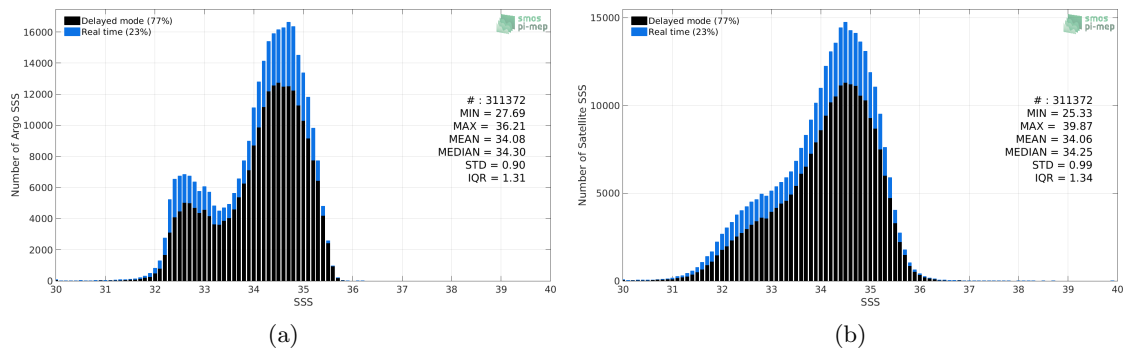 Delayed mode (77%)
Real time (23%)
smos
pi-mep
16000
14000
12000
10000
8000
6000
4000
2000
0
Number of Argo SSS
# : 311372
MIN = 27.69
MAX = 36.21
MEAN = 34.08
MEDIAN = 34.30
STD = 0.90
IQR = 1.31
30 31 32 33 34 35 36 37 38 39 40
SSS
(a)
Delayed mode (77%)
Real time (23%)
smos
pi-mep
15000
10000
5000
0
Number of Satellite SSS
# : 311372
MIN = 25.33
MAX = 39.87
MEAN = 34.06
MEDIAN = 34.25
STD = 0.99
IQR = 1.34
30 31 32 33 34 35 36 37 38 39 40
SSS
(b)